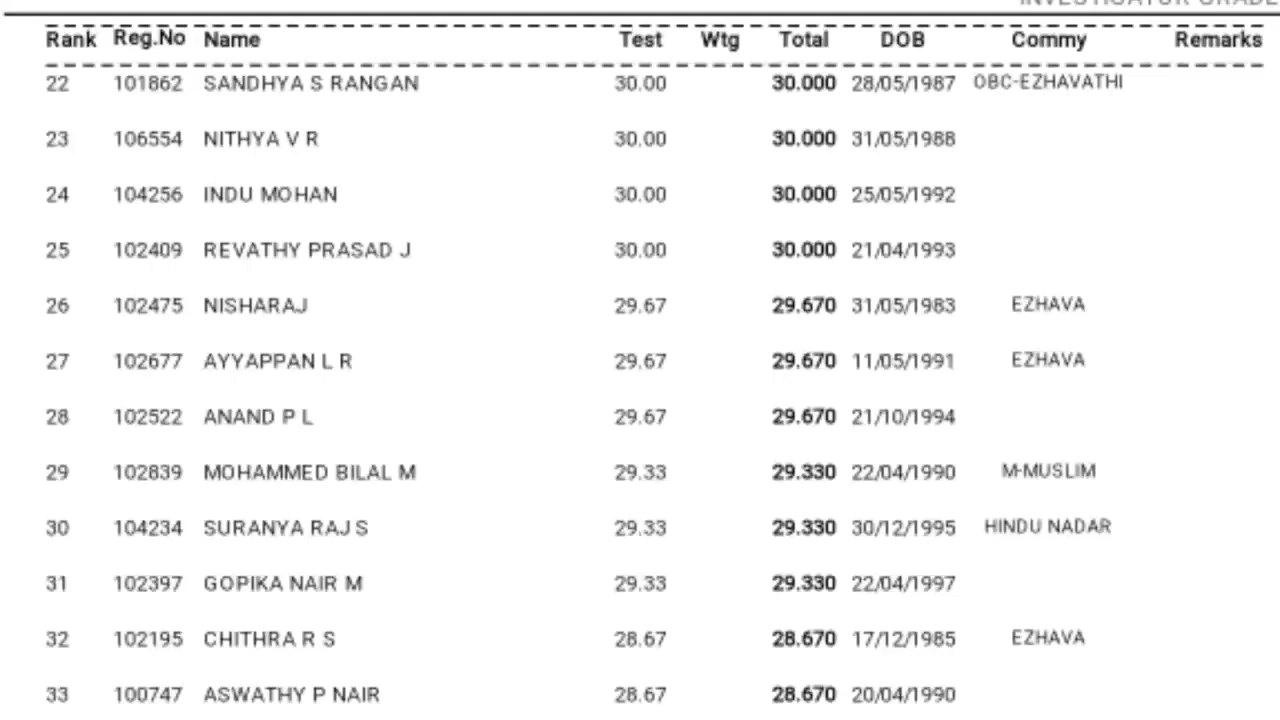 INVESTIGATOR GRADE
Rank Reg.No Name Test Wtg Total DOB Commy Remarks
22 101862 SANDHYA S RANGAN 30.00 30.000 28/05/1987 OBC-EZHAVATHI
23 106554 NITHYA V R 30.00 30.000 31/05/1988
24 104256 INDU MOHAN 30.00 30.000 25/05/1992
25 102409 REVATHY PRASAD J 30.00 30.000 21/04/1993
26 102475 NISHARAJ 29.67 29.670 31/05/1983 EZHAVA
27 102677 AYYAPPAN L R 29.67 29.670 11/05/1991 EZHAVA
28 102522 ANAND P L 29.67 29.670 21/10/1994
29 102839 MOHAMMED BILAL M 29.33 29.330 22/04/1990 M-MUSLIM
30 104234 SURANYA RAJ S 29.33 29.330 30/12/1995 HINDU NADAR
31 102397 GOPIKA NAIR M 29.33 29.330 22/04/1997
32 102195 CHITHRA R S 28.67 28.670 17/12/1985 EZHAVA
33 100747 ASWATHY P NAIR 28.67 28.670 20/04/1990